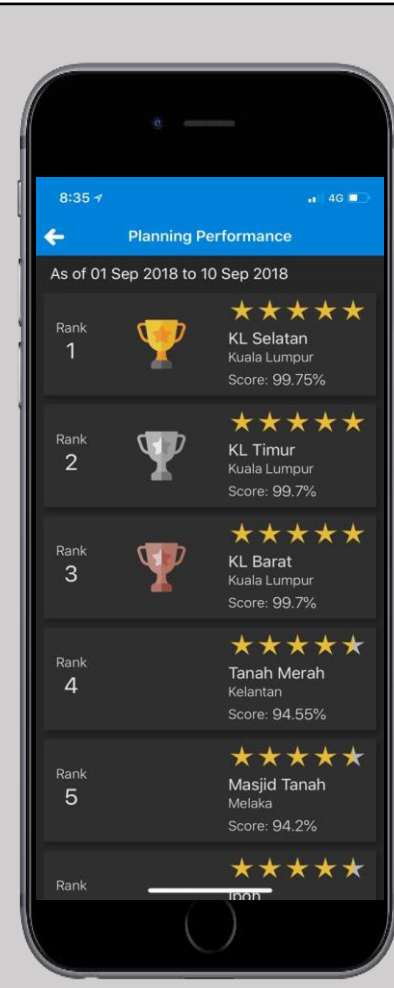 8:35
4G
Planning Performance
As of 01 Sep 2018 to 10 Sep 2018
Rank
1
KL Selatan
Kuala Lumpur
Score: 99.75%
Rank
2
KL Timur
Kuala Lumpur
Score: 99.7%
Rank
3
KL Barat
Kuala Lumpur
Score: 99.7%
Rank
4
Tanah Merah
Kelantan
Score: 94.55%
Rank
5
Masjid Tanah
Melaka
Score: 94.2%
Rank
Ipoh